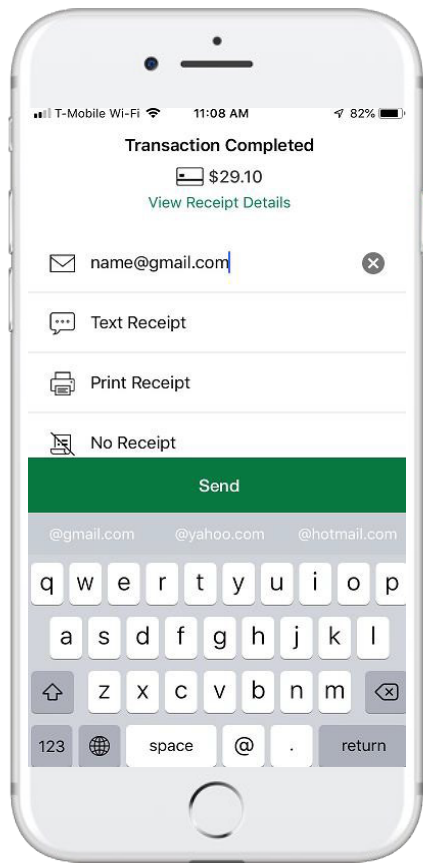 T-Mobile Wi-Fi 11:08 AM 82%
Transaction Completed
$29.10
View Receipt Details
name@gmail.com
Text Receipt
Print Receipt
No Receipt
Send
@gmail.com @yahoo.com @hotmail.com
q w e r t y u i o p
a s d f g h j k l
z x c v b n m
123 space @ . return